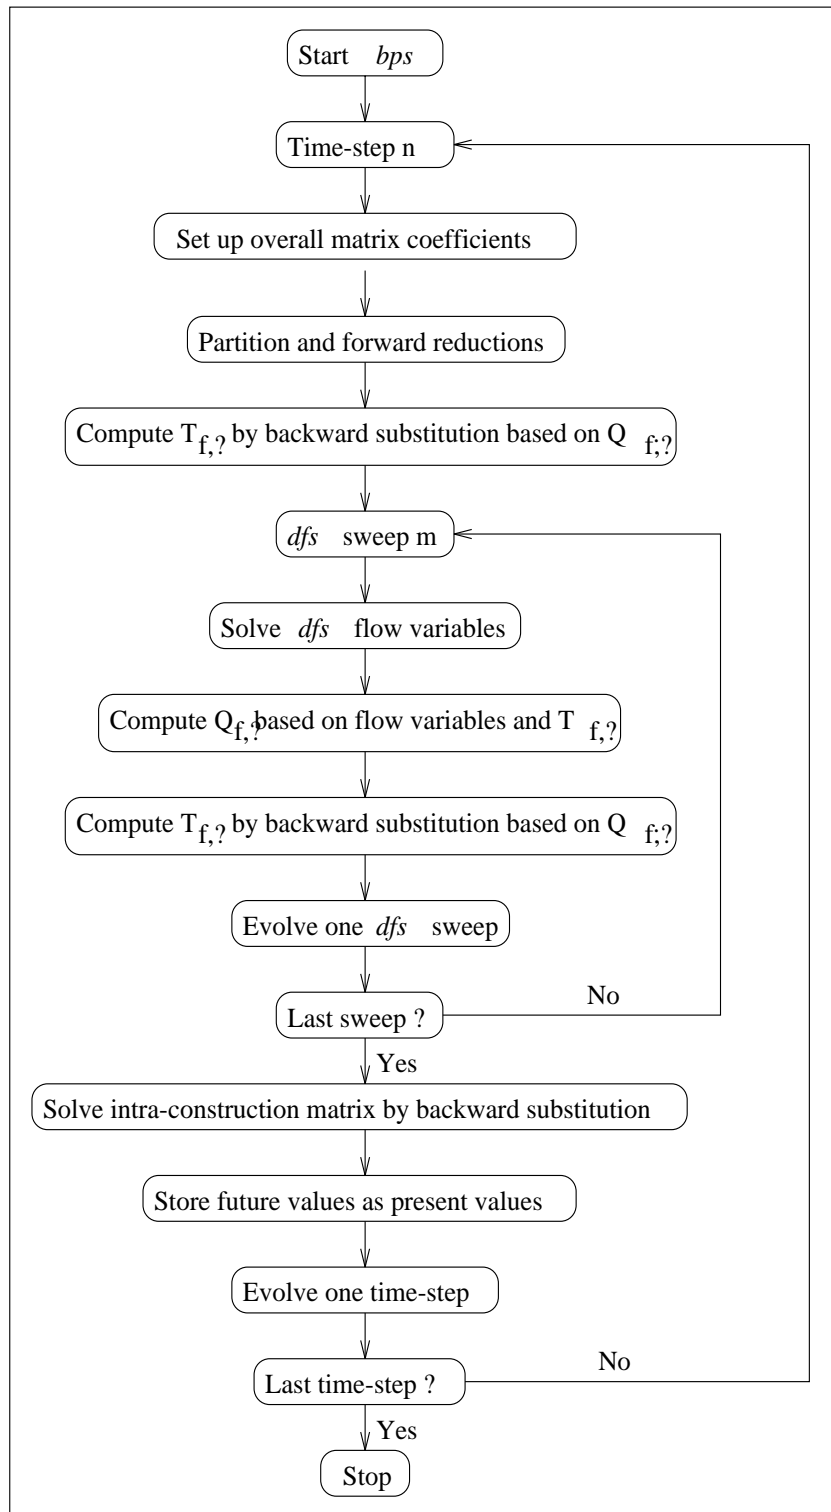 Start bps
Time-step n
Set up overall matrix coefficients
Partition and forward reductions
Compute T f,? by backward substitution based on Q f;?
dfs sweep m
Solve dfs flow variables
Compute Q f,? based on flow variables and T f,?
Compute T f,? by backward substitution based on Q f;?
Evolve one dfs sweep
Last sweep ?
No
Yes
Solve intra-construction matrix by backward substitution
Store future values as present values
Evolve one time-step
Last time-step ?
No
Yes
Stop